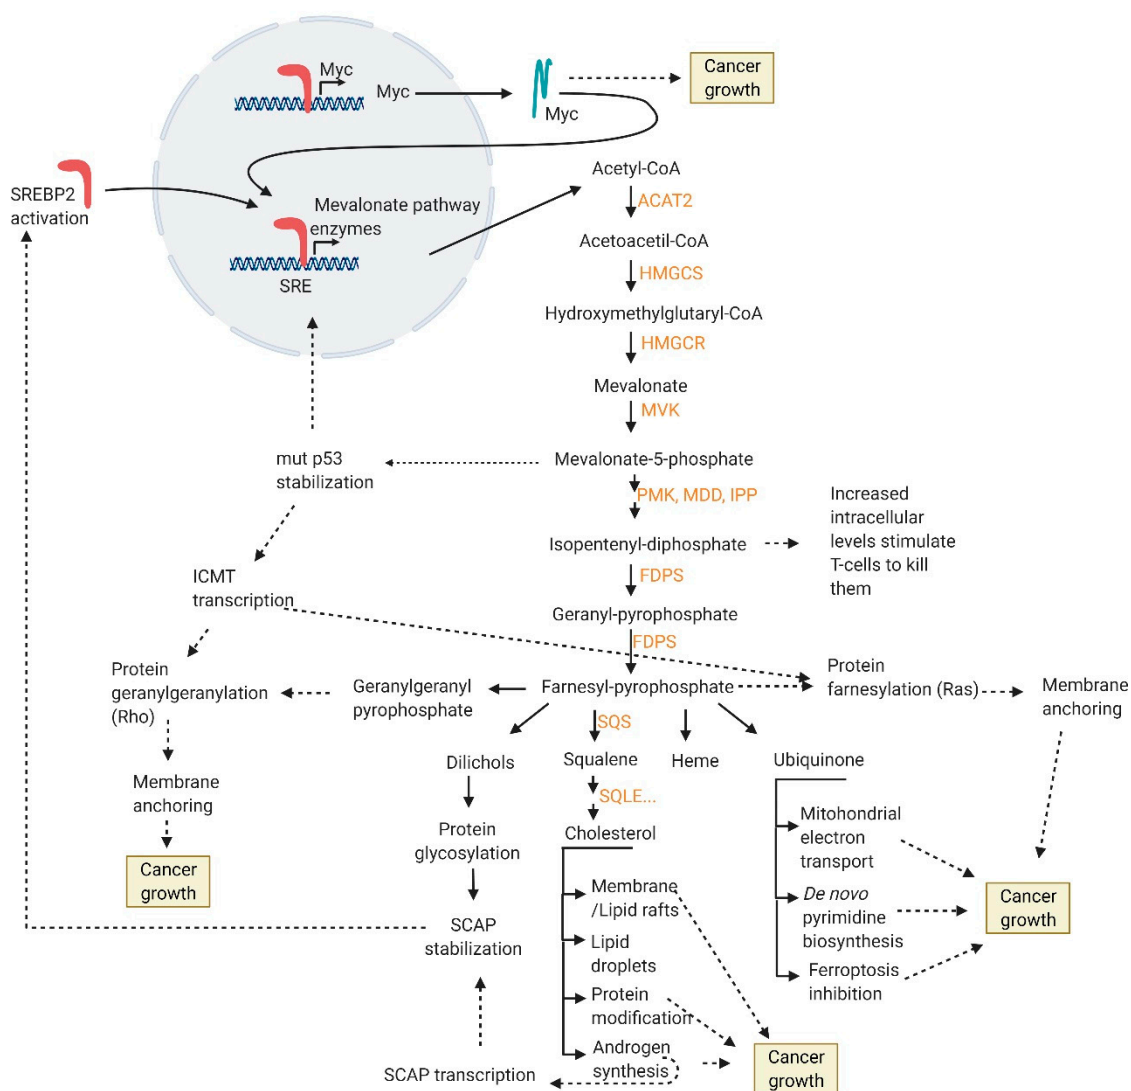 Myc
Myc
Myc
Cancer
growth
SREBP2
activation
Mevalonate pathway
enzymes
SRE
Acetyl-CoA
ACAT2
Acetoacetil-CoA
HMGCS
Hydroxymethylglutaryl-CoA
HMGCR
Mevalonate
MVK
mut p53
stabilization
Mevalonate-5-phosphate
PMK, MDD, IPP
Isopentenyl-diphosphate
Increased
intracellular
levels stimulate
T-cells to kill
them
FDPS
ICMT
transcription
Geranyl-pyrophosphate
FDPS
Protein
geranylgeranylation
(Rho)
Geranylgeranyl
pyrophosphate
Farnesyl-pyrophosphate
Protein
farnesylation (Ras)
Membrane
anchoring
SQS
Dilichols
Squalene
Heme
Ubiquinone
Membrane
anchoring
SQLE...
Protein
glycosylation
Cholesterol
Mitohondrial
electron
transport
Cancer
growth
Membrane
/Lipid rafts
De novo
pyrimidine
biosynthesis
Cancer
growth
SCAP
stabilization
Lipid
droplets
Ferroptosis
inhibition
Protein
modification
Androgen
synthesis
SCAP transcription
Cancer
growth